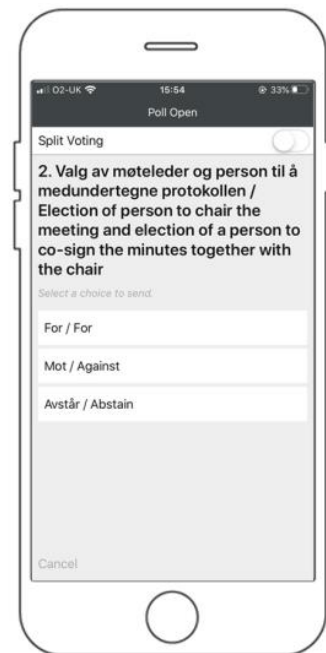 O2-UK 15:54 33%
Poll Open
Split Voting
2. Valg av møteleder og person til å
medundertegne protokollen /
Election of person to chair the
meeting and election of a person to
co-sign the minutes together with
the chair
Select a choice to send.
For / For
Mot / Against
Avstår / Abstain
Cancel